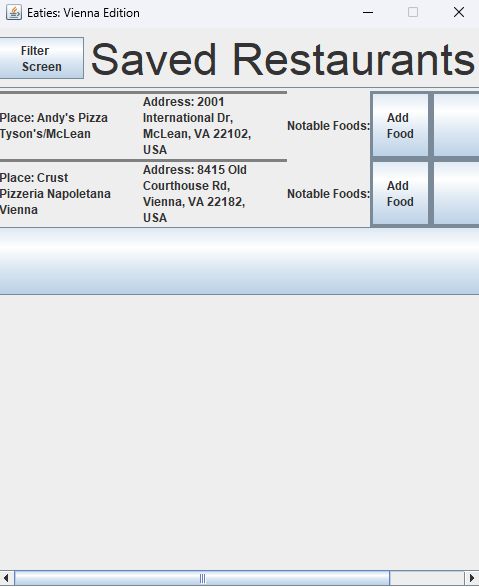 Eaties: Vienna Edition
Filter
Screen
Saved Restaurants
Place: Andy's Pizza
Tyson's/McLean
Address: 2001
International Dr,
McLean, VA 22102,
USA
Notable Foods:
Add
Food
Place: Crust
Pizzeria Napoletana
Vienna
Address: 8415 Old
Courthouse Rd,
Vienna, VA 22182,
USA
Notable Foods:
Add
Food